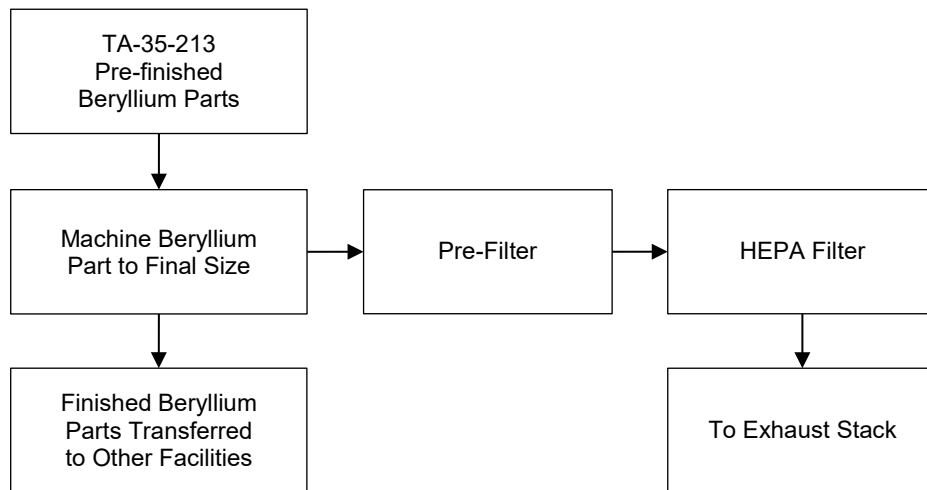 TA-35-213
Pre-finished
Beryllium Parts
Machine Beryllium
Part to Final Size
Pre-Filter
HEPA Filter
Finished Beryllium
Parts Transferred
to Other Facilities
To Exhaust Stack